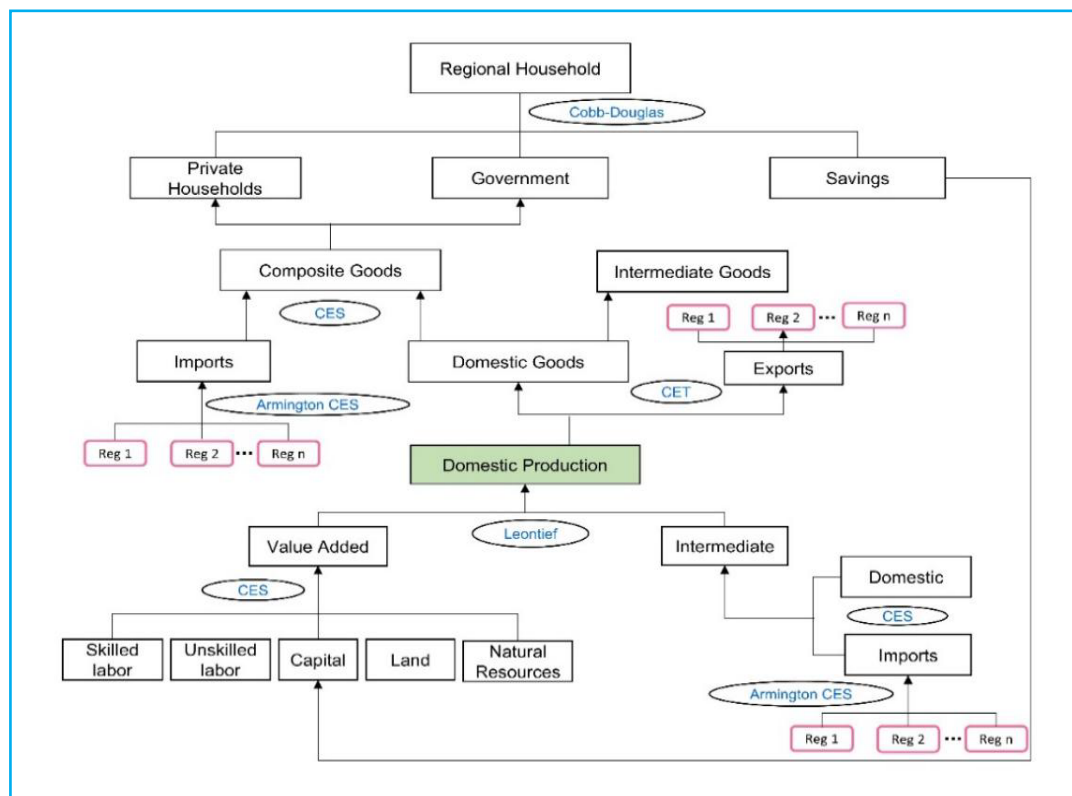 Regional Household
Cobb-Douglas
Private
Households
Government
Savings
Composite Goods
Intermediate Goods
CES
Reg 1
Reg 2
...
Reg n
Imports
Domestic Goods
Exports
Armington CES
CET
Reg 1
Reg 2
...
Reg n
Domestic Production
Leontief
Value Added
Intermediate
CES
Domestic
CES
Skilled
labor
Unskilled
labor
Capital
Land
Natural
Resources
Imports
Armington CES
Reg 1
Reg 2
...
Reg n